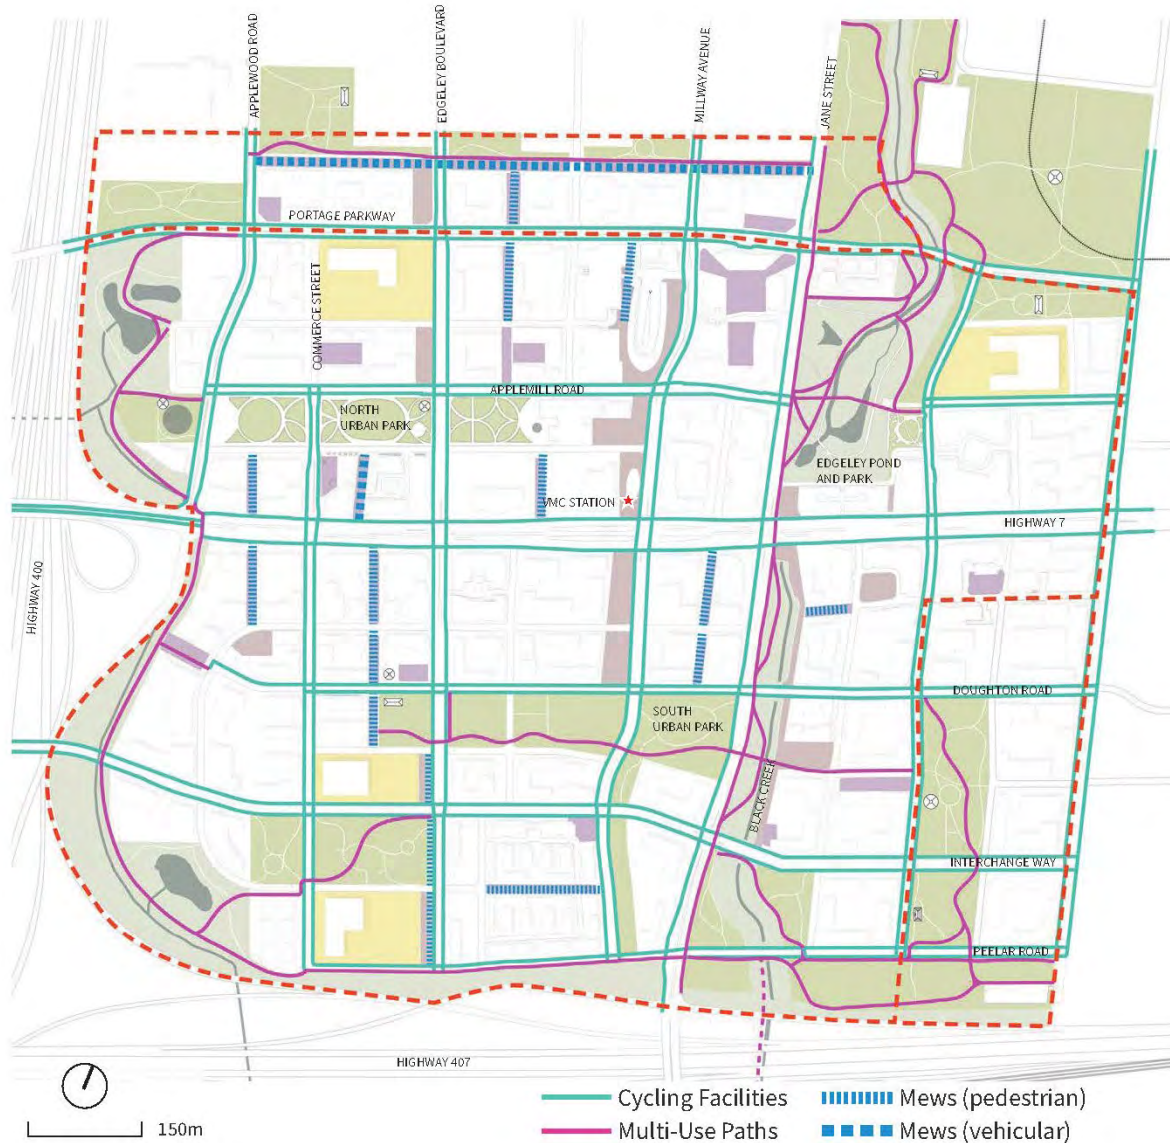 APPLEWOOD ROAD
EDGELEY BOULEVARD
MILLWAY AVENUE
JANE STREET
PORTAGE PARKWAY
COMMERCE STREET
APPLEMILL ROAD
NORTH
URBAN PARK
EDGELEY POND
AND PARK
VMC STATION
HIGHWAY 7
HIGHWAY 400
DOUGHTON ROAD
SOUTH
URBAN PARK
BLACK CREEK
INTERCHANGE WAY
PEELAR ROAD
HIGHWAY 407
150m
Cycling Facilities
Multi-Use Paths
Mews (pedestrian)
Mews (vehicular)